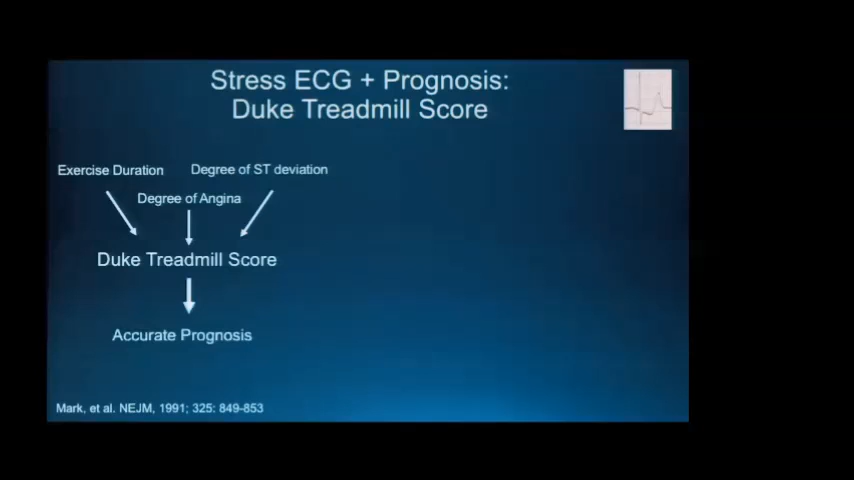 Stress ECG + Prognosis:
Duke Treadmill Score
Exercise Duration
Degree of ST deviation
Degree of Angina
Duke Treadmill Score
Accurate Prognosis
Mark, et al. NEJM, 1991; 325: 849-853